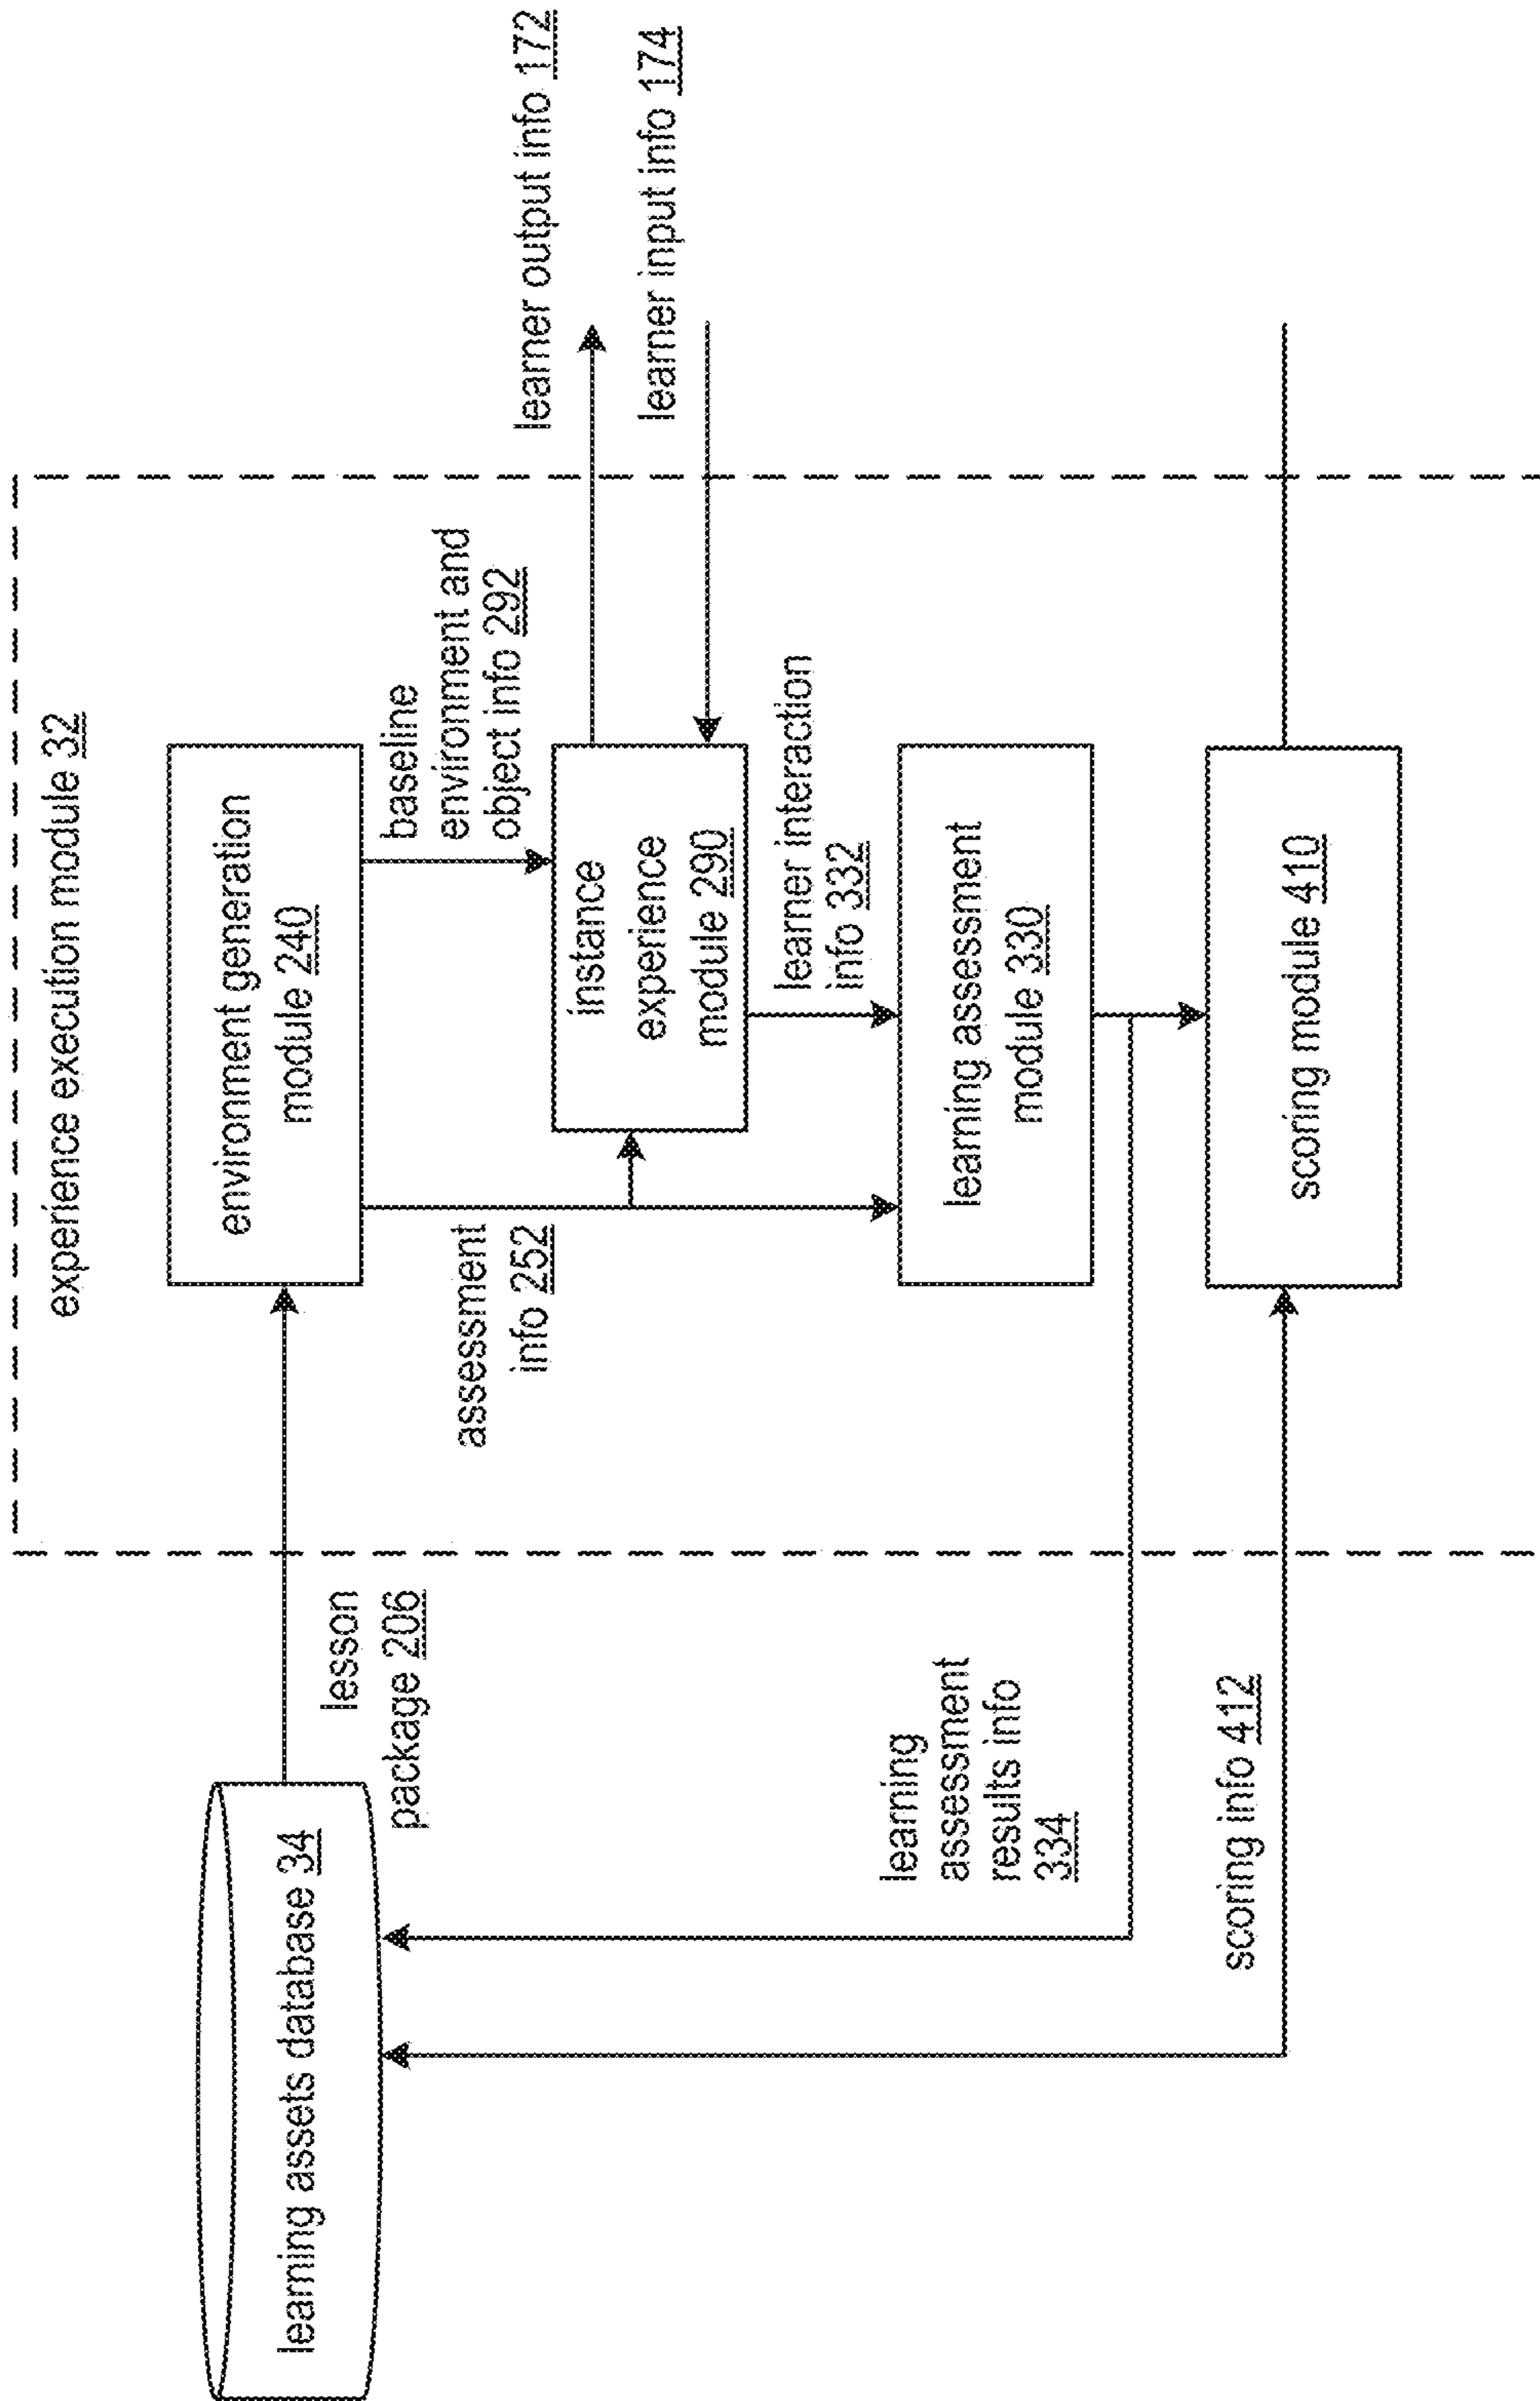 experience execution module 32
learning assets database 34
lesson
package 206
environment generation
module 240
assessment
info 252
baseline
environment and
object info 292
instance
experience
module 290
learner output info 172
learner input info 174
learner interaction
info 332
learning assessment
module 330
learning
assessment
results info
334
scoring info 412
scoring module 410